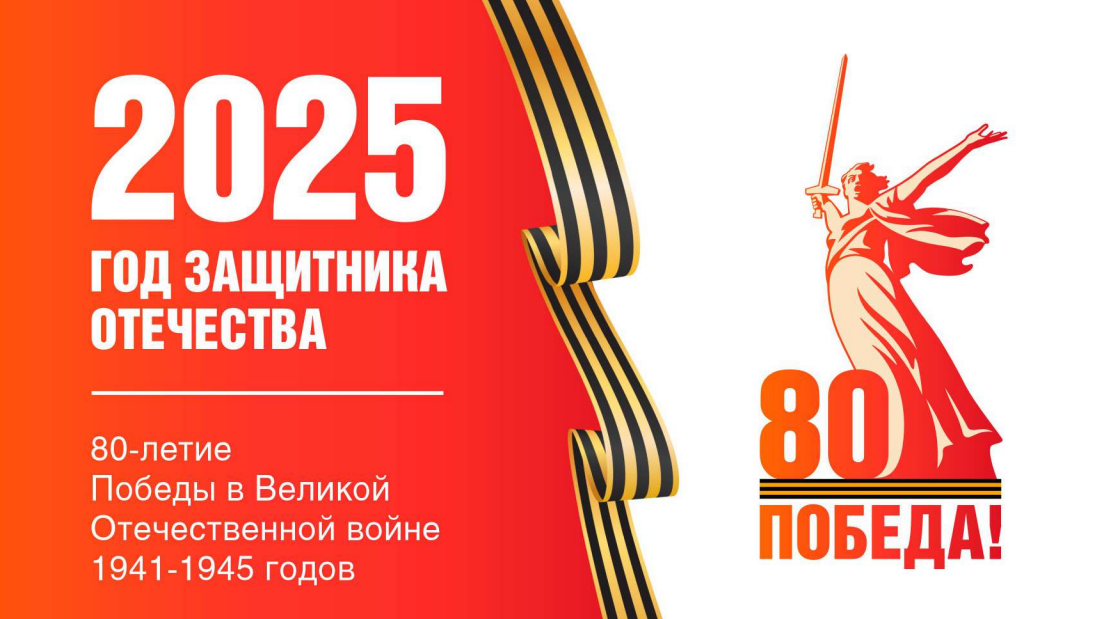 2025
ГОД ЗАЩИТНИКА
ОТЕЧЕСТВА
80-летие
Победы в Великой
Отечественной войне
1941-1945 годов
80
ПОБЕДА!